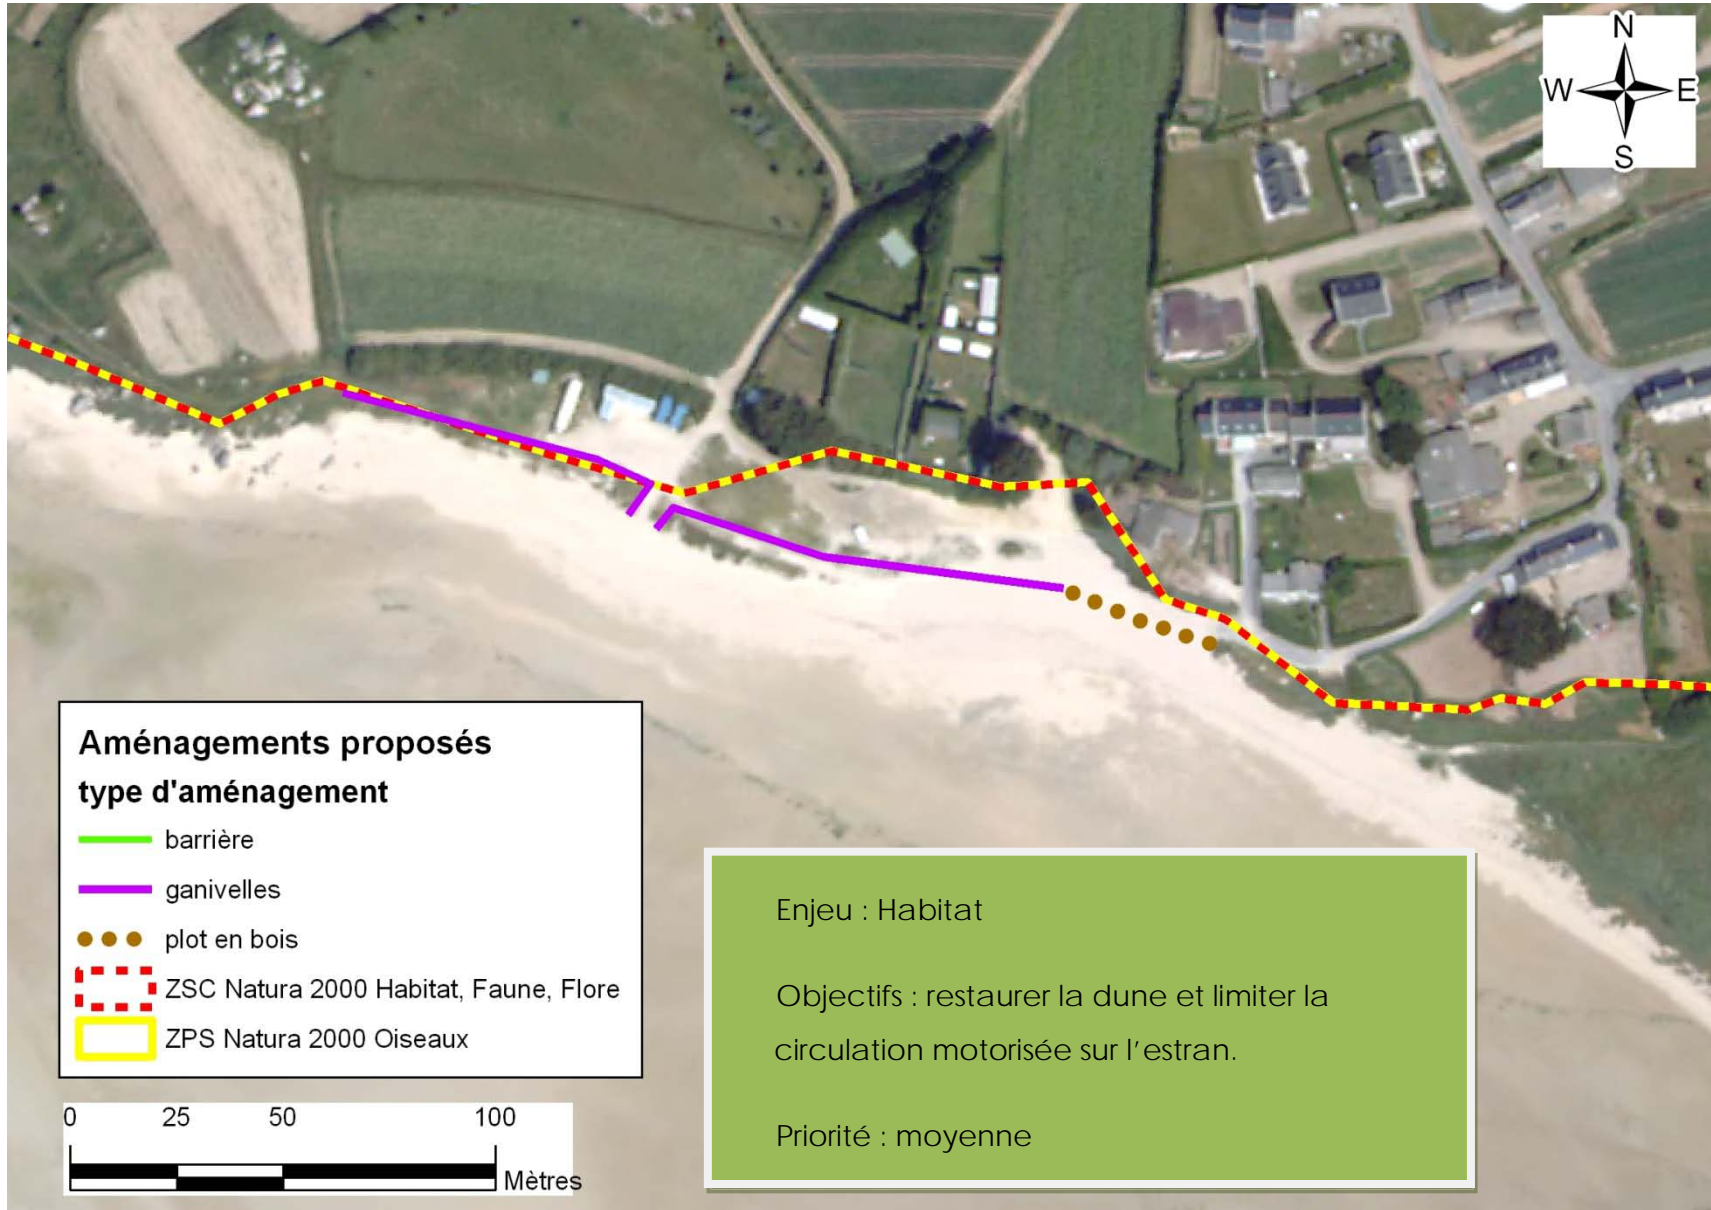 N
W E
S
Aménagements proposés
type d'aménagement
barrière
ganivelles
plot en bois
ZSC Natura 2000 Habitat, Faune, Flore
ZPS Natura 2000 Oiseaux
0 25 50 100
Mètres
Enjeu : Habitat
Objectifs : restaurer la dune et limiter la
circulation motorisée sur l’estran.
Priorité : moyenne